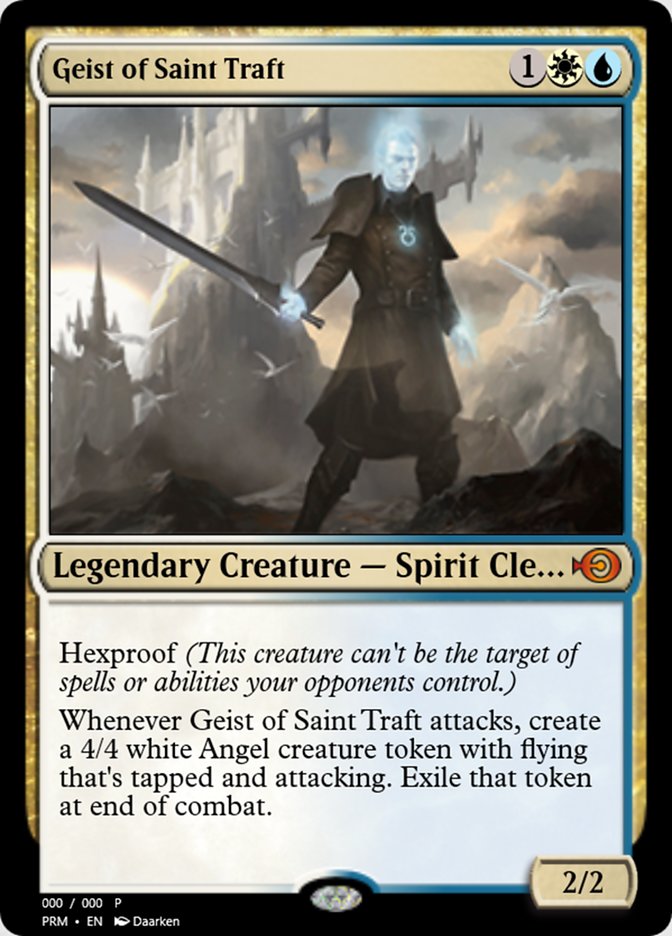 Geist of Saint Traft 1
Legendary Creature — Spirit Cle...
Hexproof (This creature can't be the target of
spells or abilities your opponents control.)
Whenever Geist of Saint Traft attacks, create
a 4/4 white Angel creature token with flying
that's tapped and attacking. Exile that token
at end of combat.
2/2
000 / 000 P
PRM • EN Daarken